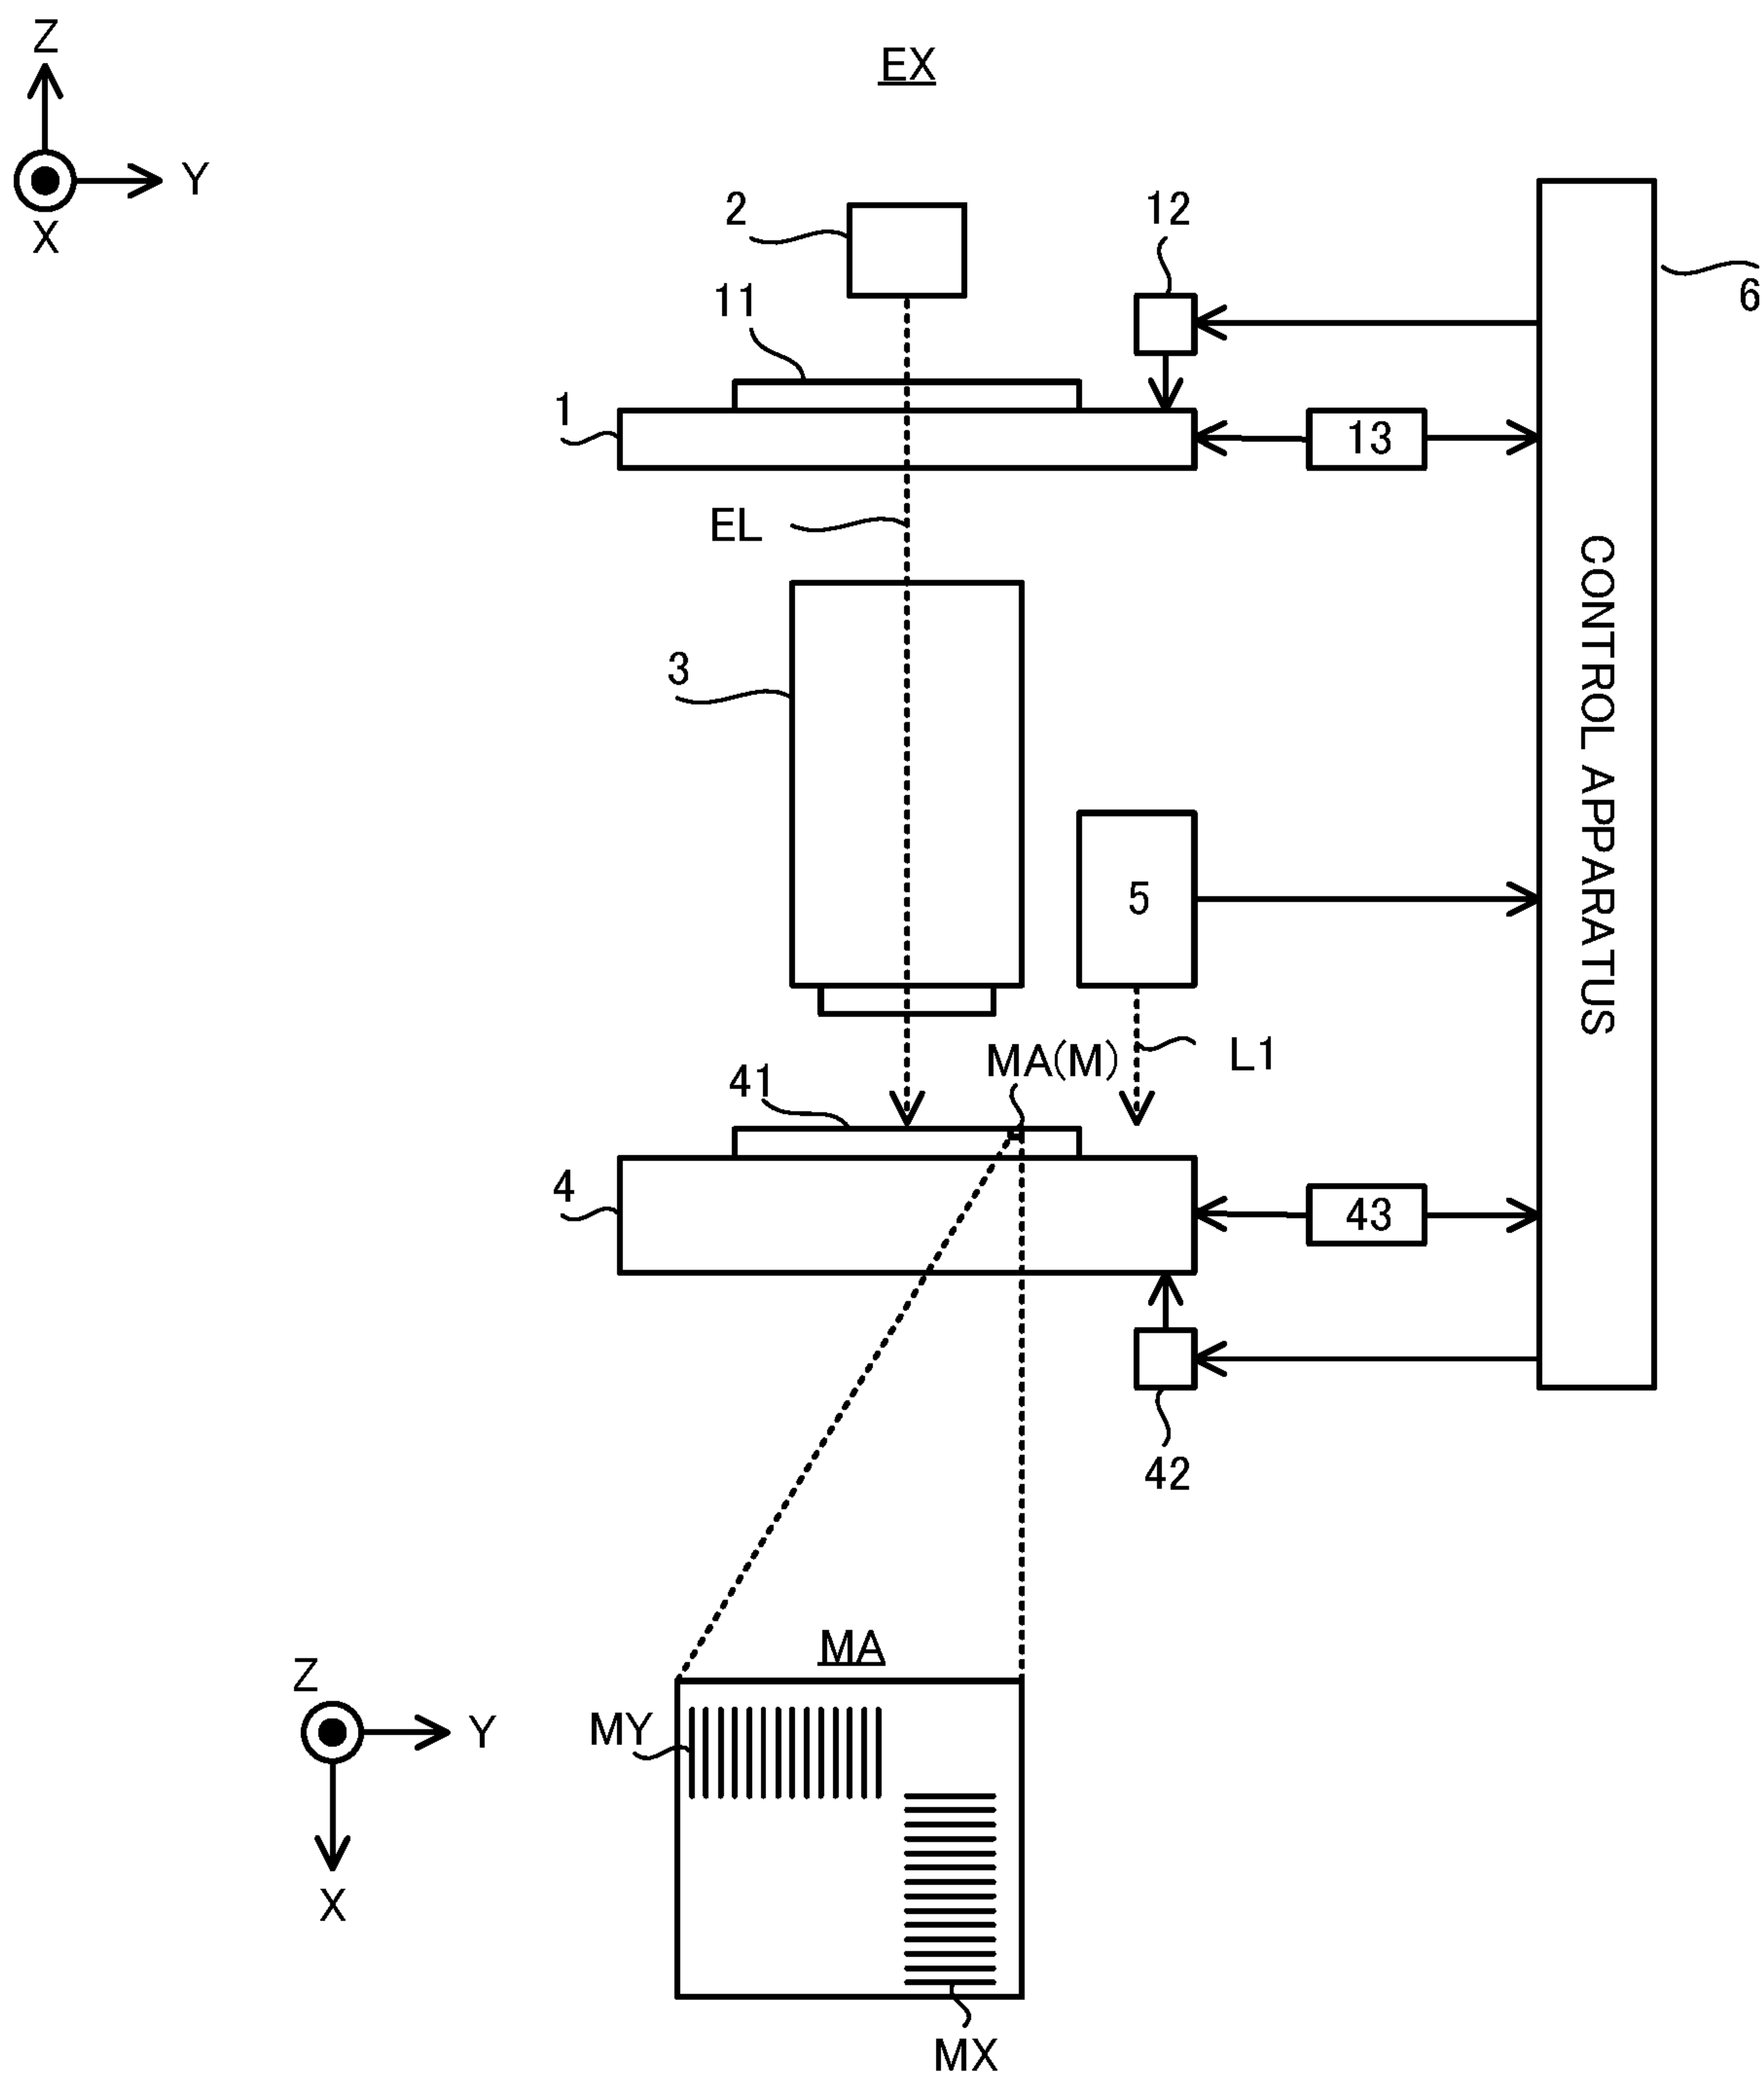 Z
EX
Y
X
2
12
6
11
1
13
EL
CONTROL APPARATUS
3
5
MA(M)
L1
41
4
43
42
MA
Z
MY
Y
X
MX